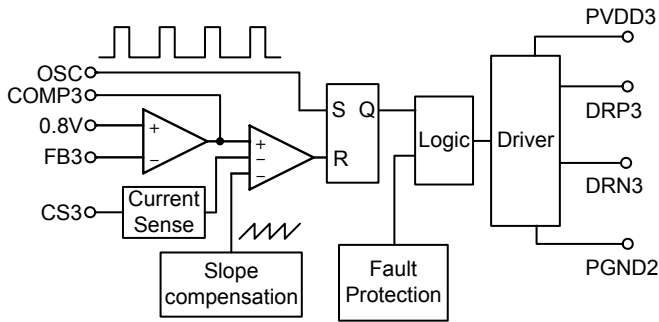 PVDD3
OSC
COMP3
S Q
DRP3
0.8V
+
+
Logic
Driver
−
−
FB3
R
−
DRN3
CS3
Current
Sense
Slope
compensation
Fault
Protection
PGND2